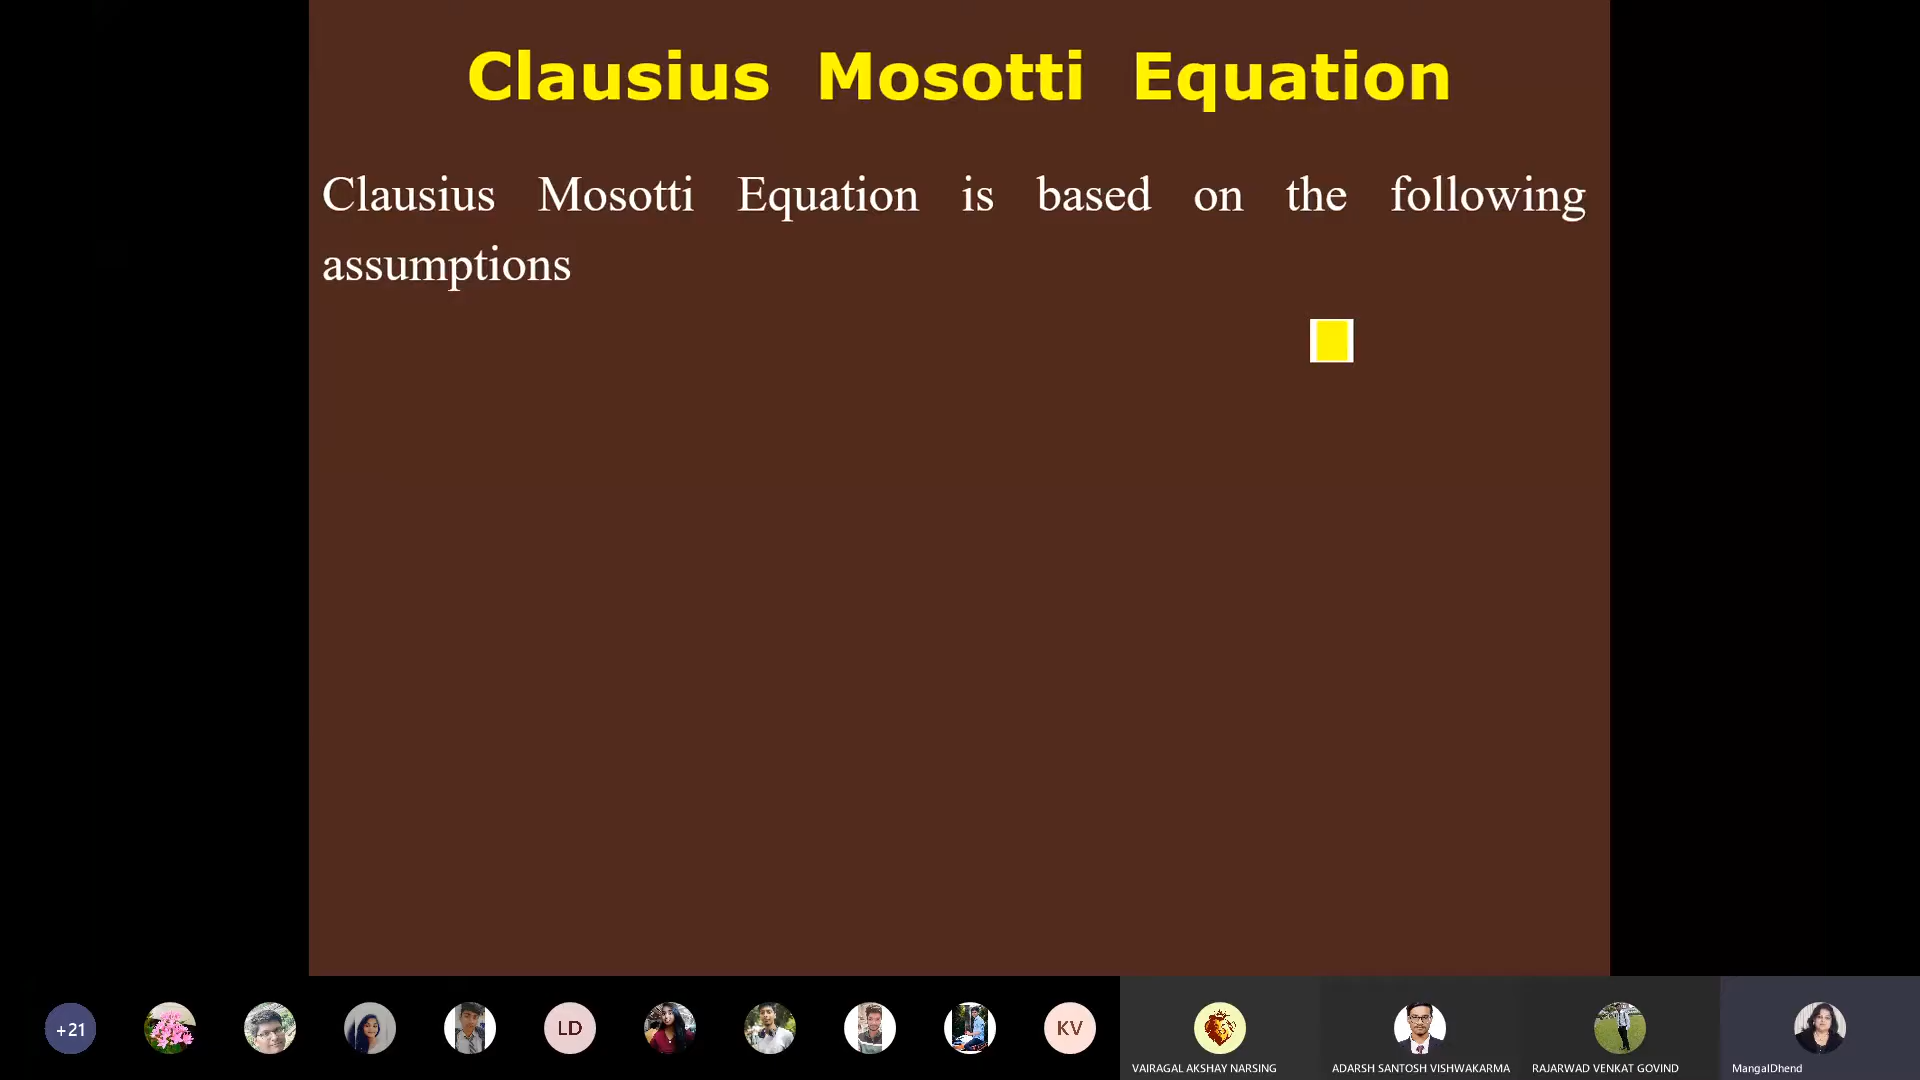 Clausius Mosotti Equation
Clausius Mosotti Equation is based on the following
assumptions
+21
LD
KV
VAIRAGAL AKSHAY NARSING
ADARSH SANTOSH VISHWAKARMA
RAJARWAD VENKAT GOVIND
MangalDhend